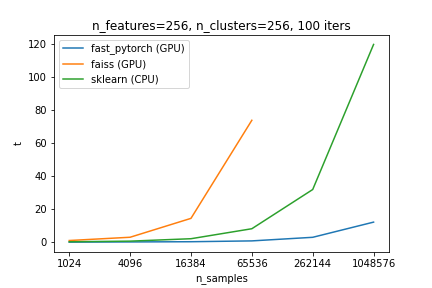 n_features=256, n_clusters=256, 100 iters
fast_pytorch (GPU)
faiss (GPU)
sklearn (CPU)
120
100
80
60
40
20
0
t
1024 4096 16384 65536 262144 1048576
n_samples